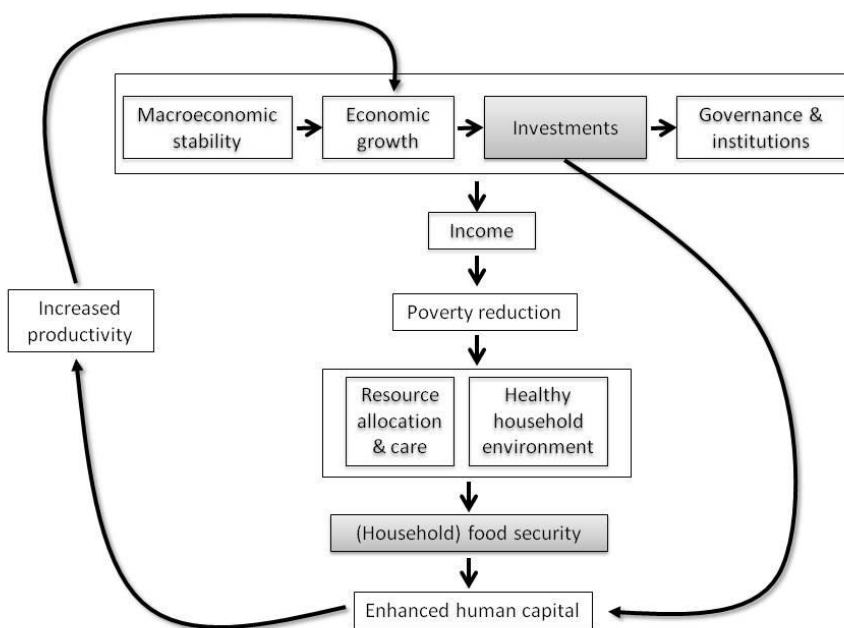 Macroeconomic
stability
Economic
growth
Investments
Governance &
institutions
Income
Increased
productivity
Poverty reduction
Resource
allocation
& care
Healthy
household
environment
(Household) food security
Enhanced human capital